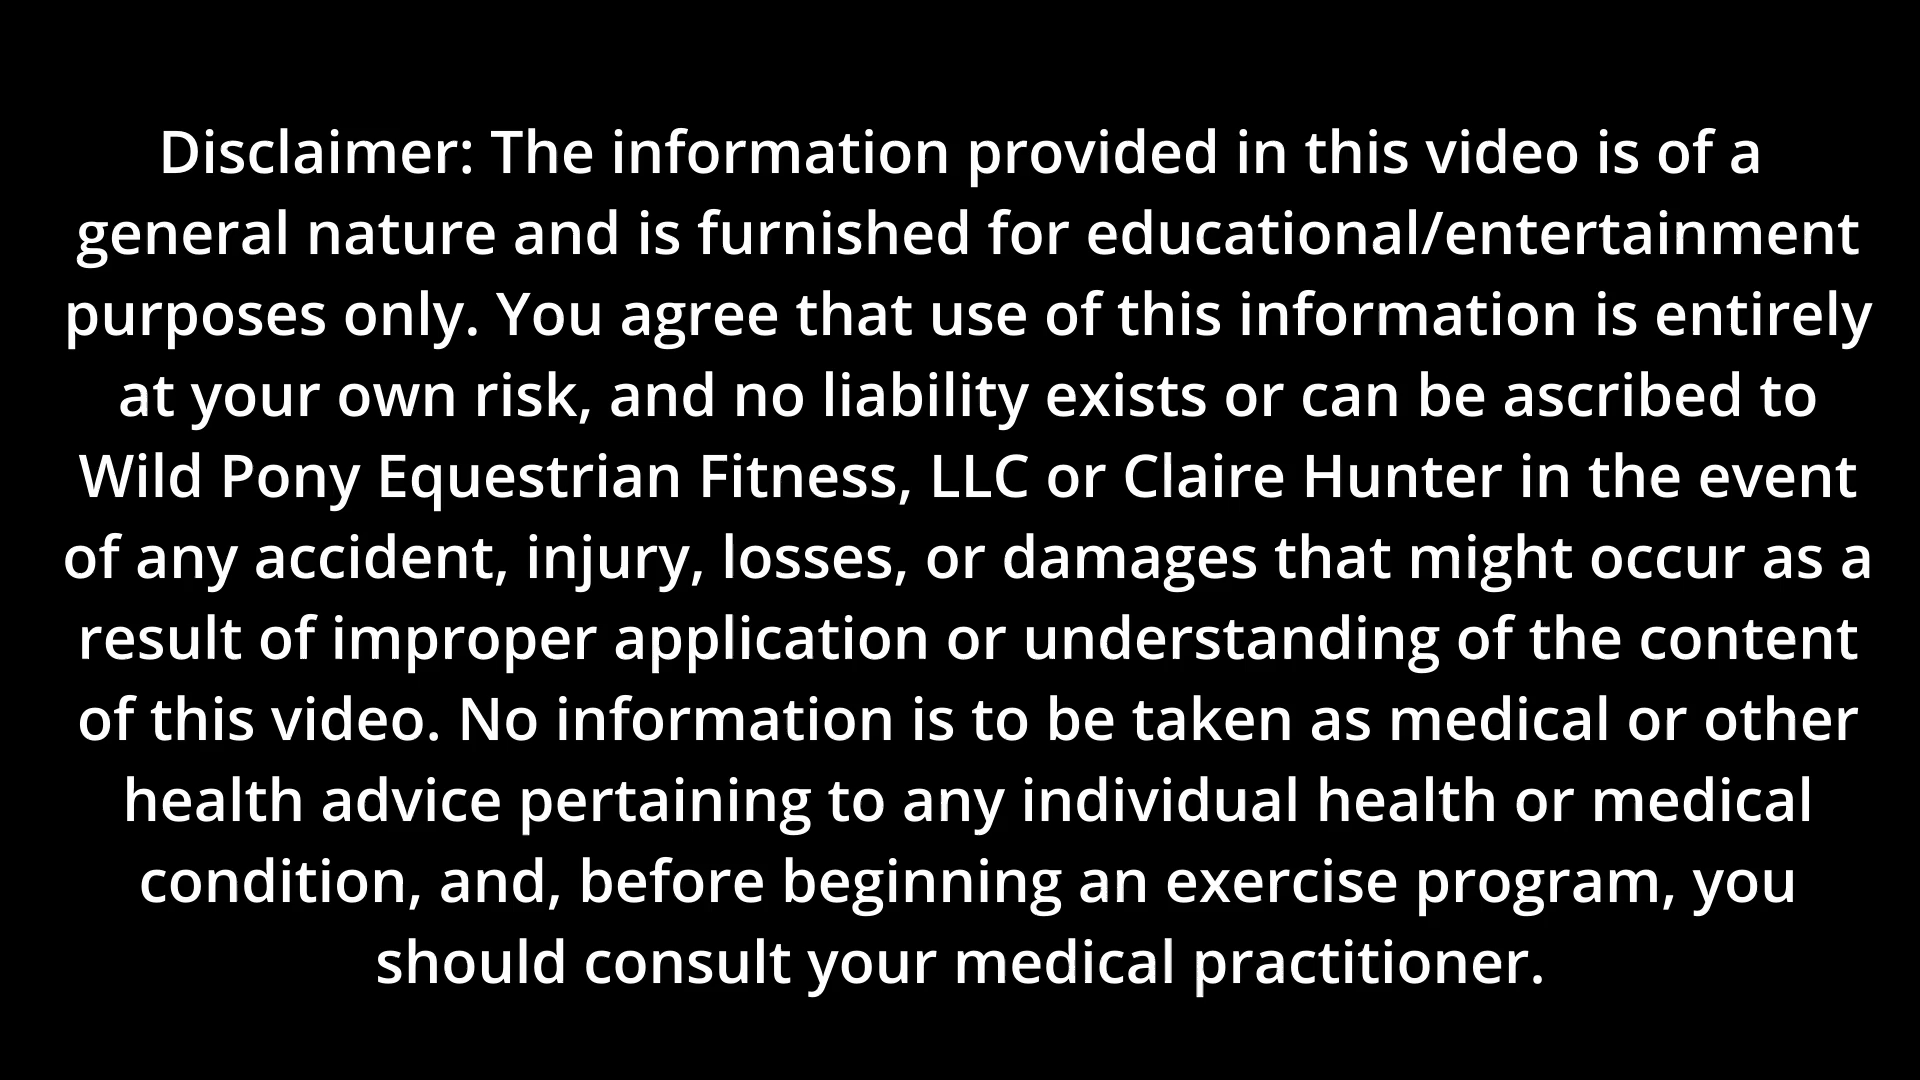 Disclaimer: The information provided in this video is of a
general nature and is furnished for educational/entertainment
purposes only. You agree that use of this information is entirely
at your own risk, and no liability exists or can be ascribed to
Wild Pony Equestrian Fitness, LLC or Claire Hunter in the event
of any accident, injury, losses, or damages that might occur as a
result of improper application or understanding of the content
of this video. No information is to be taken as medical or other
health advice pertaining to any individual health or medical
condition, and, before beginning an exercise program, you
should consult your medical practitioner.